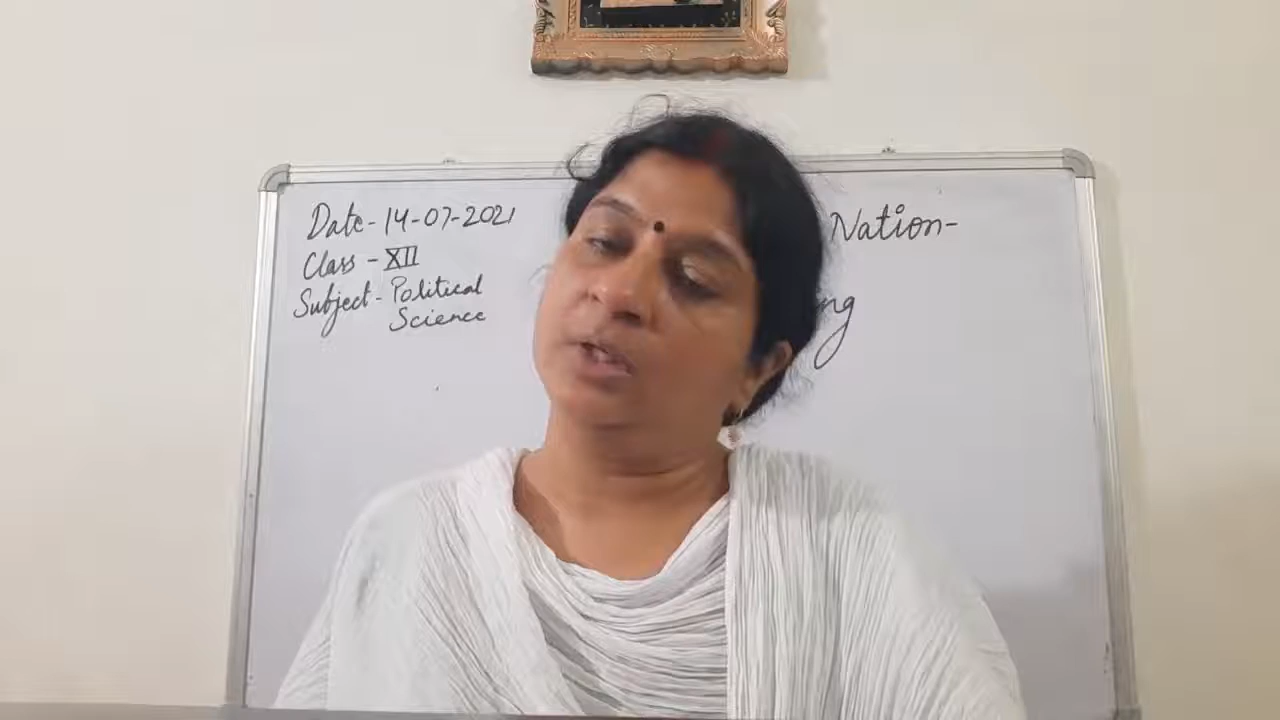 Date-14-07-2021
Class - XII
Subject- Political
Science
Nation-